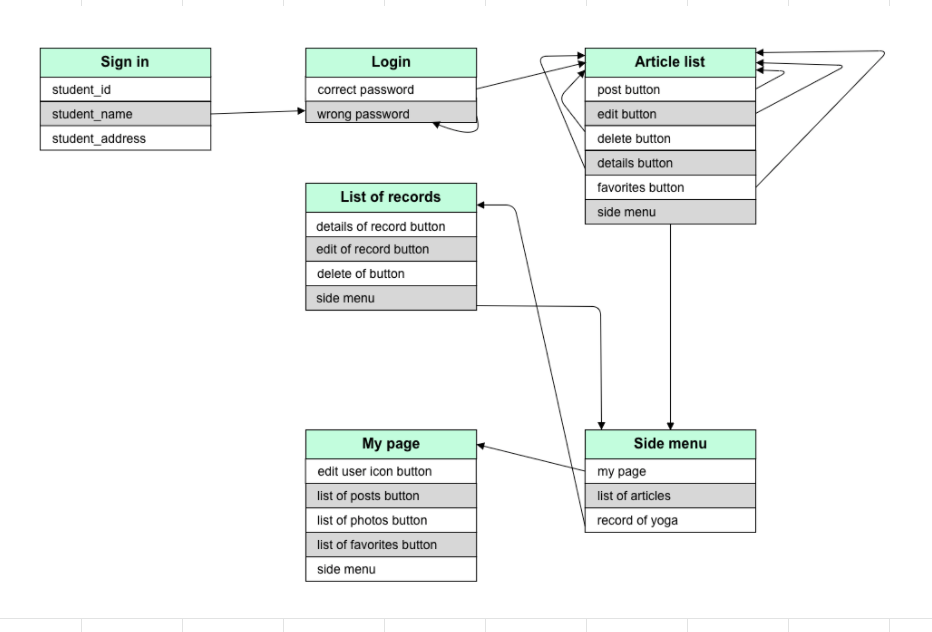 Sign in
student_id
student_name
student_address
Login
correct password
wrong password
Article list
post button
edit button
delete button
details button
favorites button
side menu
List of records
details of record button
edit of record button
delete of button
side menu
My page
edit user icon button
list of posts button
list of photos button
list of favorites button
side menu
Side menu
my page
list of articles
record of yoga